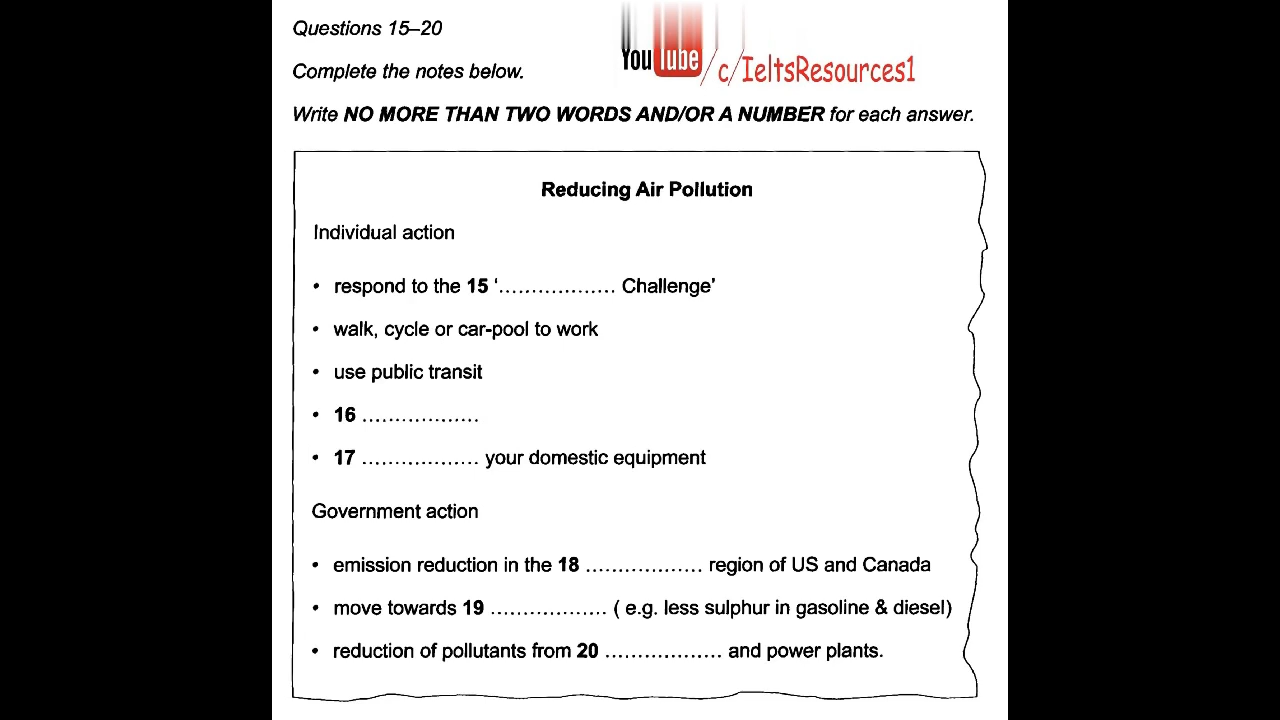 Questions 15–20
YouTube/c/IeltsResources1
Complete the notes below.
Write NO MORE THAN TWO WORDS AND/OR A NUMBER for each answer.
Reducing Air Pollution
Individual action
• respond to the 15 '.................. Challenge'
• walk, cycle or car-pool to work
• use public transit
• 16 ..................
• 17 .................. your domestic equipment
Government action
• emission reduction in the 18 .................. region of US and Canada
• move towards 19 .................. ( e.g. less sulphur in gasoline & diesel)
• reduction of pollutants from 20 .................. and power plants.